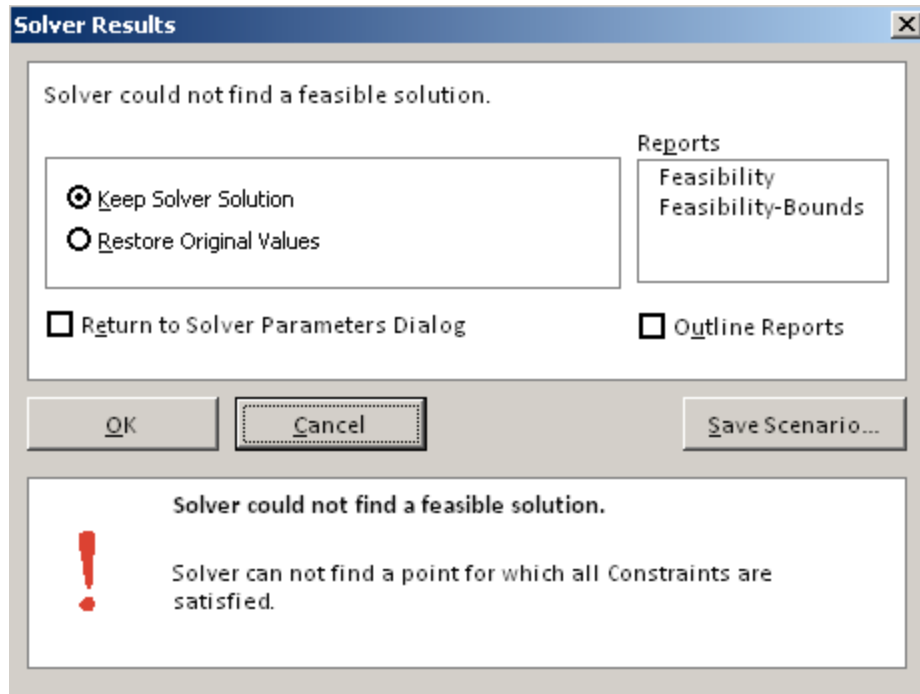 Solver Results
Solver could not find a feasible solution.
Reports
Keep Solver Solution
Restore Original Values
Feasibility
Feasibility-Bounds
Return to Solver Parameters Dialog
Outline Reports
OK
Cancel
Save Scenario...
Solver could not find a feasible solution.
Solver can not find a point for which all Constraints are
satisfied.